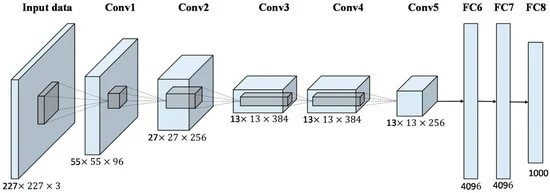 Input data Conv1 Conv2 Conv3 Conv4 Conv5 FC6 FC7 FC8
227× 227 × 3
55× 55 × 96
27× 27 × 256
13× 13 × 384
13× 13 × 384
13× 13 × 256
4096
4096
1000